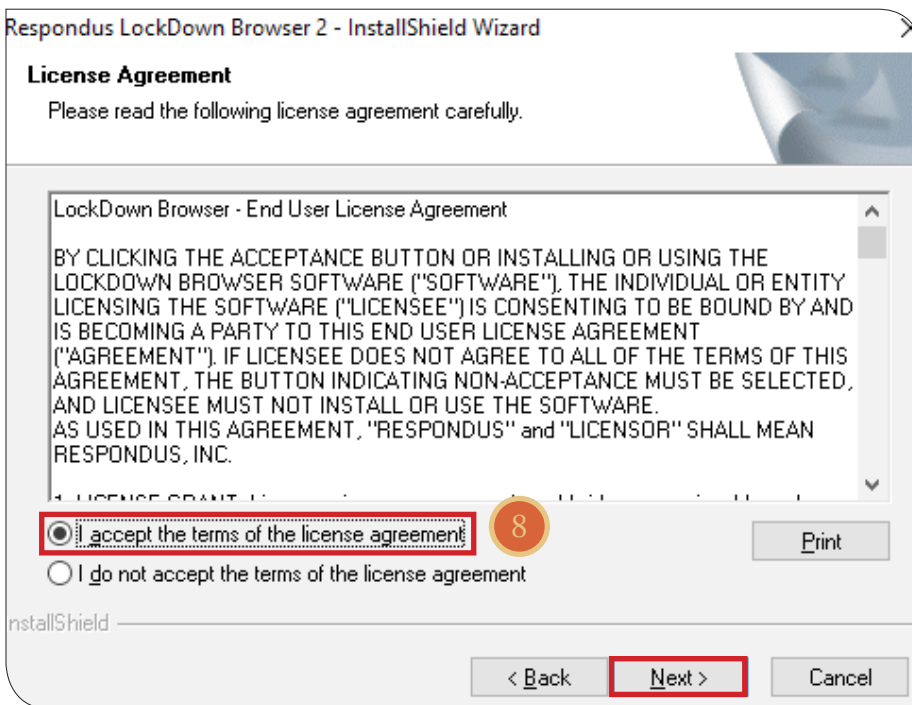 Respondus LockDown Browser 2 - InstallShield Wizard
License Agreement
Please read the following license agreement carefully.
LockDown Browser - End User License Agreement
BY CLICKING THE ACCEPTANCE BUTTON OR INSTALLING OR USING THE
LOCKDOWN BROWSER SOFTWARE ("SOFTWARE"), THE INDIVIDUAL OR ENTITY
LICENSING THE SOFTWARE ("LICENSEE") IS CONSENTING TO BE BOUND BY AND
IS BECOMING A PARTY TO THIS END USER LICENSE AGREEMENT
("AGREEMENT"). IF LICENSEE DOES NOT AGREE TO ALL OF THE TERMS OF THIS
AGREEMENT, THE BUTTON INDICATING NON-ACCEPTANCE MUST BE SELECTED,
AND LICENSEE MUST NOT INSTALL OR USE THE SOFTWARE.
AS USED IN THIS AGREEMENT, "RESPONDUS" and "LICENSOR" SHALL MEAN
RESPONDUS, INC.
1. LICENSE GRANT.
I accept the terms of the license agreement
8
Print
I do not accept the terms of the license agreement
nstallShield
< Back
Next >
Cancel